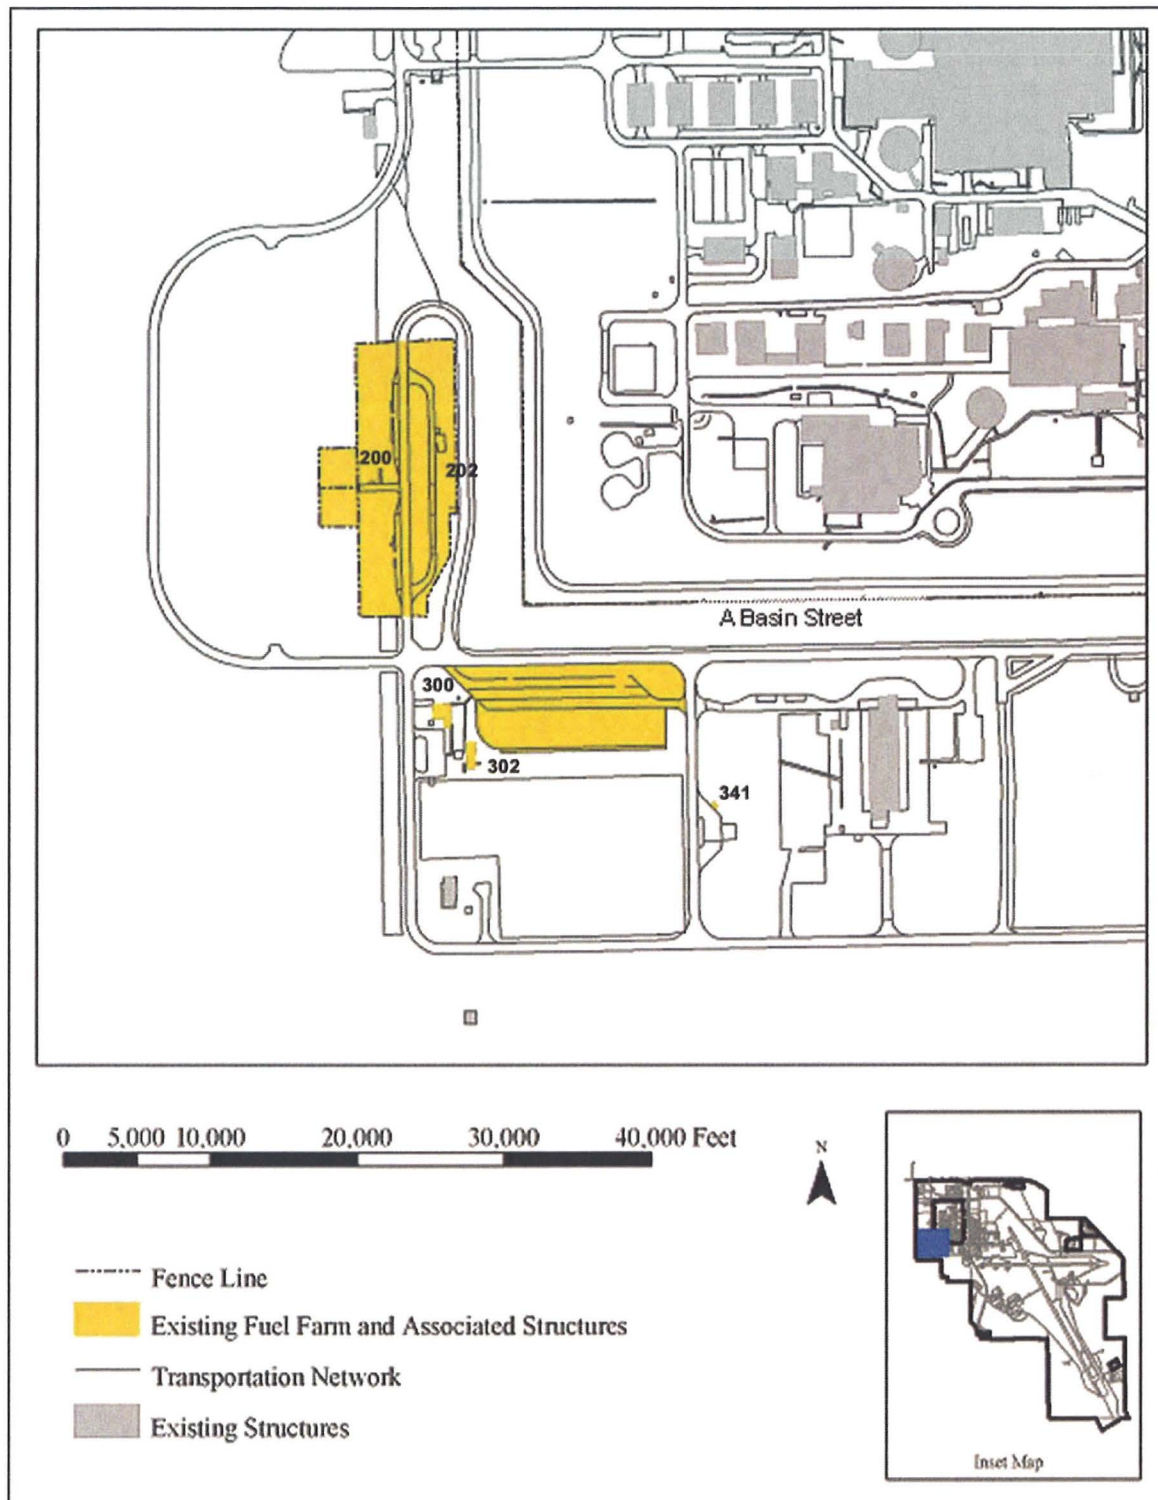 200
202
A Basin Street
300
302
341
0 5,000 10,000 20,000 30,000 40,000 Feet
N
Fence Line
Existing Fuel Farm and Associated Structures
Transportation Network
Existing Structures
Inset Map